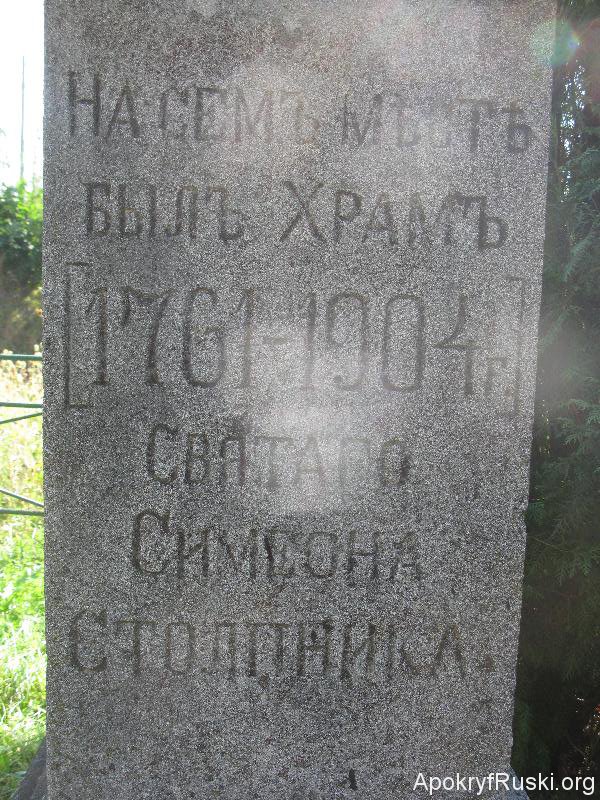 На семъ мѣстѣ
былъ Храмъ
[1761-1904 г.]
Святаго
Симеона
Столпника.
ApokryfRuski.org